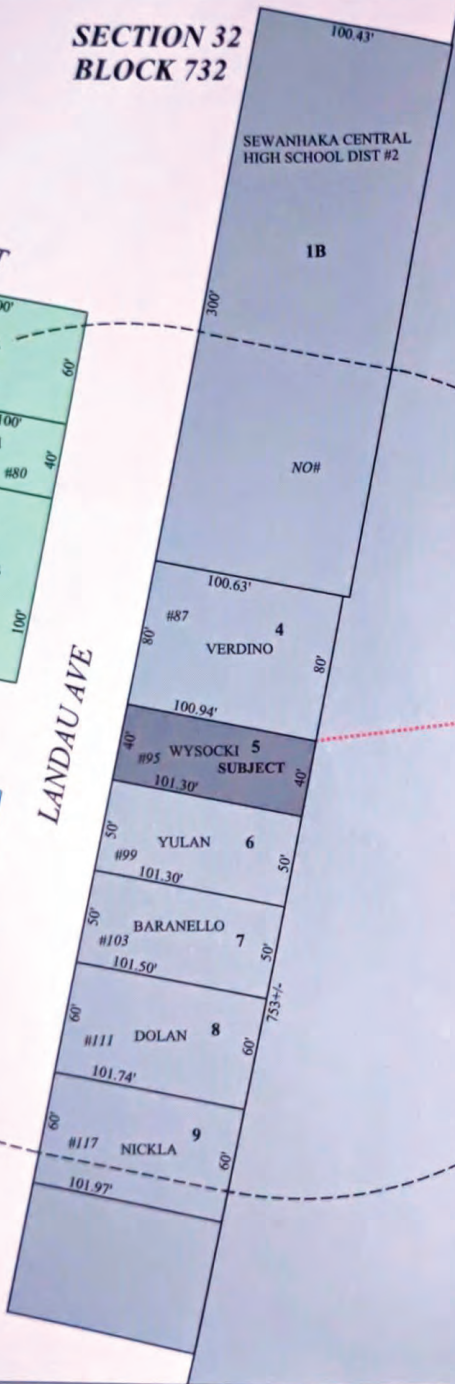 SECTION 32
BLOCK 732
100.43'
SEWANHAKA CENTRAL
HIGH SCHOOL DIST #2
1B
300'
60'
100'
#80
40'
NO#
100'
100.63'
#87
4
80'
VERDINO
80'
LANDAU AVE
100.94'
40'
#95
WYSOCKI 5
SUBJECT
40'
101.30'
50'
YULAN 6
#99
50'
101.30'
50'
BARANELLO
#103
7
50'
101.50'
753+/-
60'
#111 DOLAN 8
60'
101.74'
60'
9
#117 NICKLA
60'
101.97'